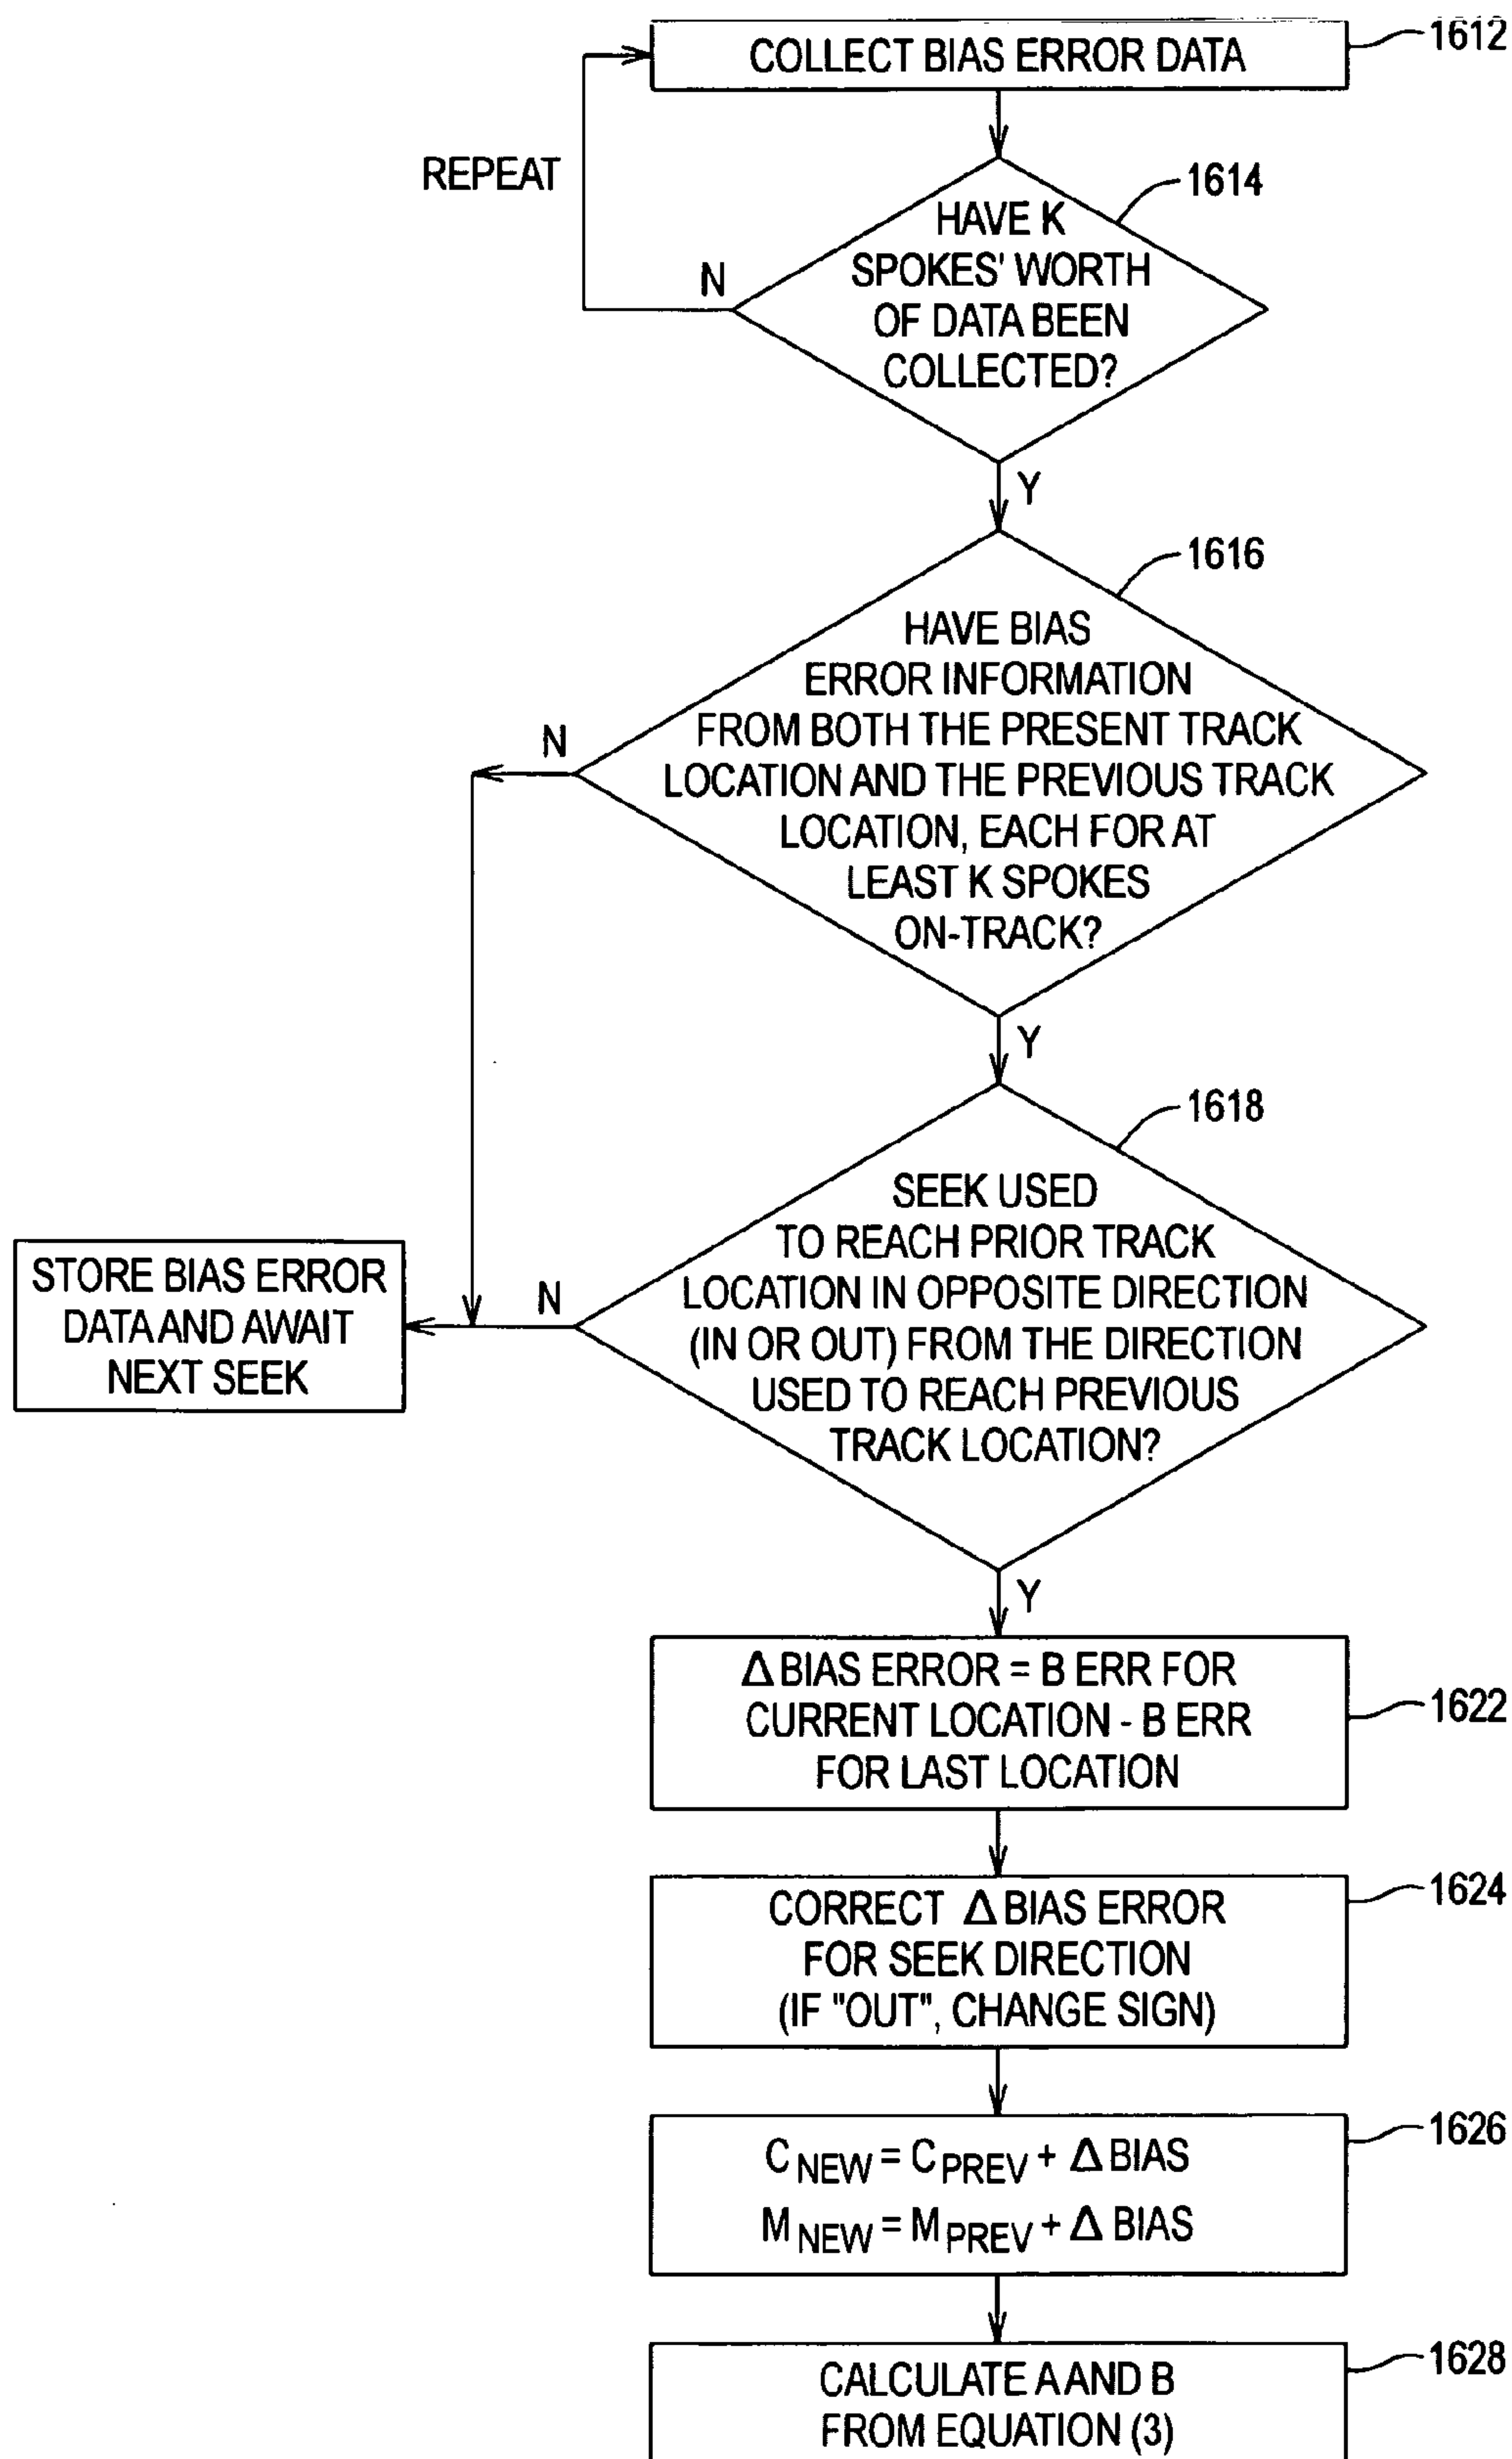 COLLECT BIAS ERROR DATA
1612
REPEAT
1614
HAVE K
SPOKES' WORTH
OF DATA BEEN
COLLECTED?
N
Y
1616
HAVE BIAS
ERROR INFORMATION
FROM BOTH THE PRESENT TRACK
LOCATION AND THE PREVIOUS TRACK
LOCATION, EACH FOR AT
LEAST K SPOKES
ON-TRACK?
N
Y
1618
SEEK USED
TO REACH PRIOR TRACK
LOCATION IN OPPOSITE DIRECTION
(IN OR OUT) FROM THE DIRECTION
USED TO REACH PREVIOUS
TRACK LOCATION?
N
STORE BIAS ERROR
DATA AND AWAIT
NEXT SEEK
Y
Δ BIAS ERROR = B ERR FOR
CURRENT LOCATION - B ERR
FOR LAST LOCATION
1622
CORRECT Δ BIAS ERROR
FOR SEEK DIRECTION
(IF "OUT", CHANGE SIGN)
1624
C NEW = C PREV + Δ BIAS
M NEW = M PREV + Δ BIAS
1626
CALCULATE A AND B
FROM EQUATION (3)
1628